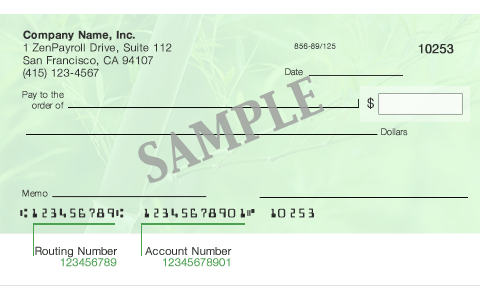 Company Name, Inc.
1 ZenPayroll Drive, Suite 112
San Francisco, CA 94107
(415) 123-4567
856-89/125
10253
Date
Pay to the
order of
$
Dollars
SAMPLE
Memo
⑆123456789⑆ 12345678901⑈ 10253
Routing Number
123456789
Account Number
12345678901